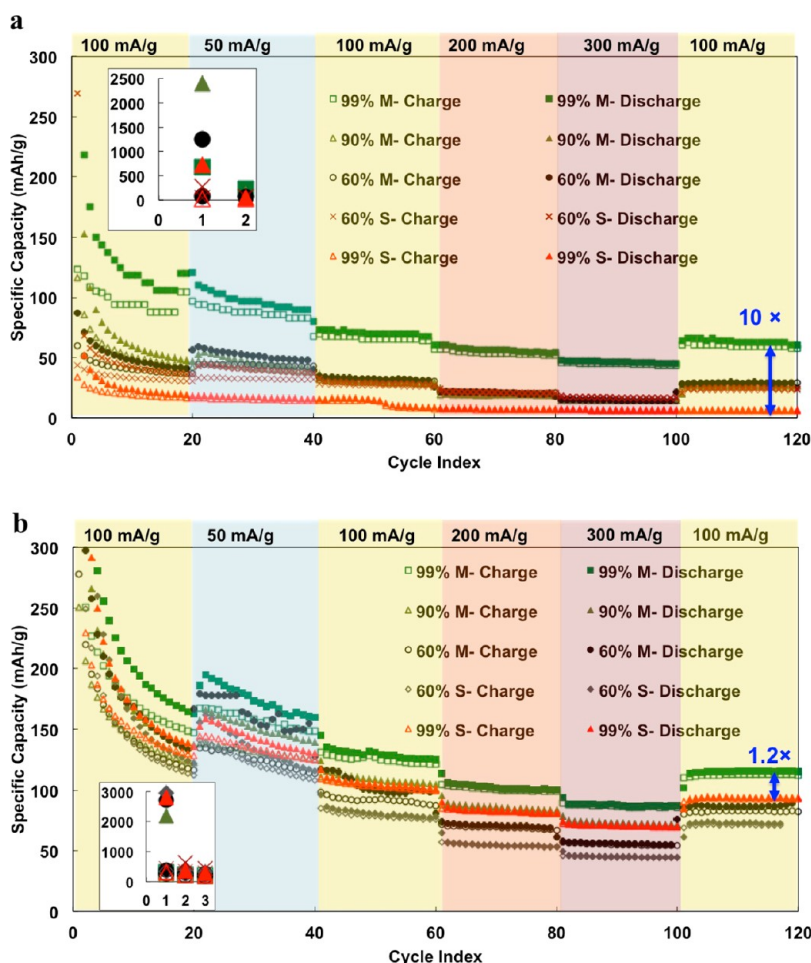 a
100 mA/g 50 mA/g 100 mA/g 200 mA/g 300 mA/g 100 mA/g
300
250
200
150
100
50
0
Specific Capacity (mAh/g)
2500
2000
1500
1000
500
0
0 1 2
99% M- Charge 99% M- Discharge
90% M- Charge 90% M- Discharge
60% M- Charge 60% M- Discharge
60% S- Charge 60% S- Discharge
99% S- Charge 99% S- Discharge
10 ×
0 20 40 60 80 100 120
Cycle Index
b
100 mA/g 50 mA/g 100 mA/g 200 mA/g 300 mA/g 100 mA/g
300
250
200
150
100
50
0
Specific Capacity (mAh/g)
99% M- Charge 99% M- Discharge
90% M- Charge 90% M- Discharge
60% M- Charge 60% M- Discharge
60% S- Charge 60% S- Discharge
99% S- Charge 99% S- Discharge
1.2×
3000
2000
1000
0
0 1 2 3
0 20 40 60 80 100 120
Cycle Index